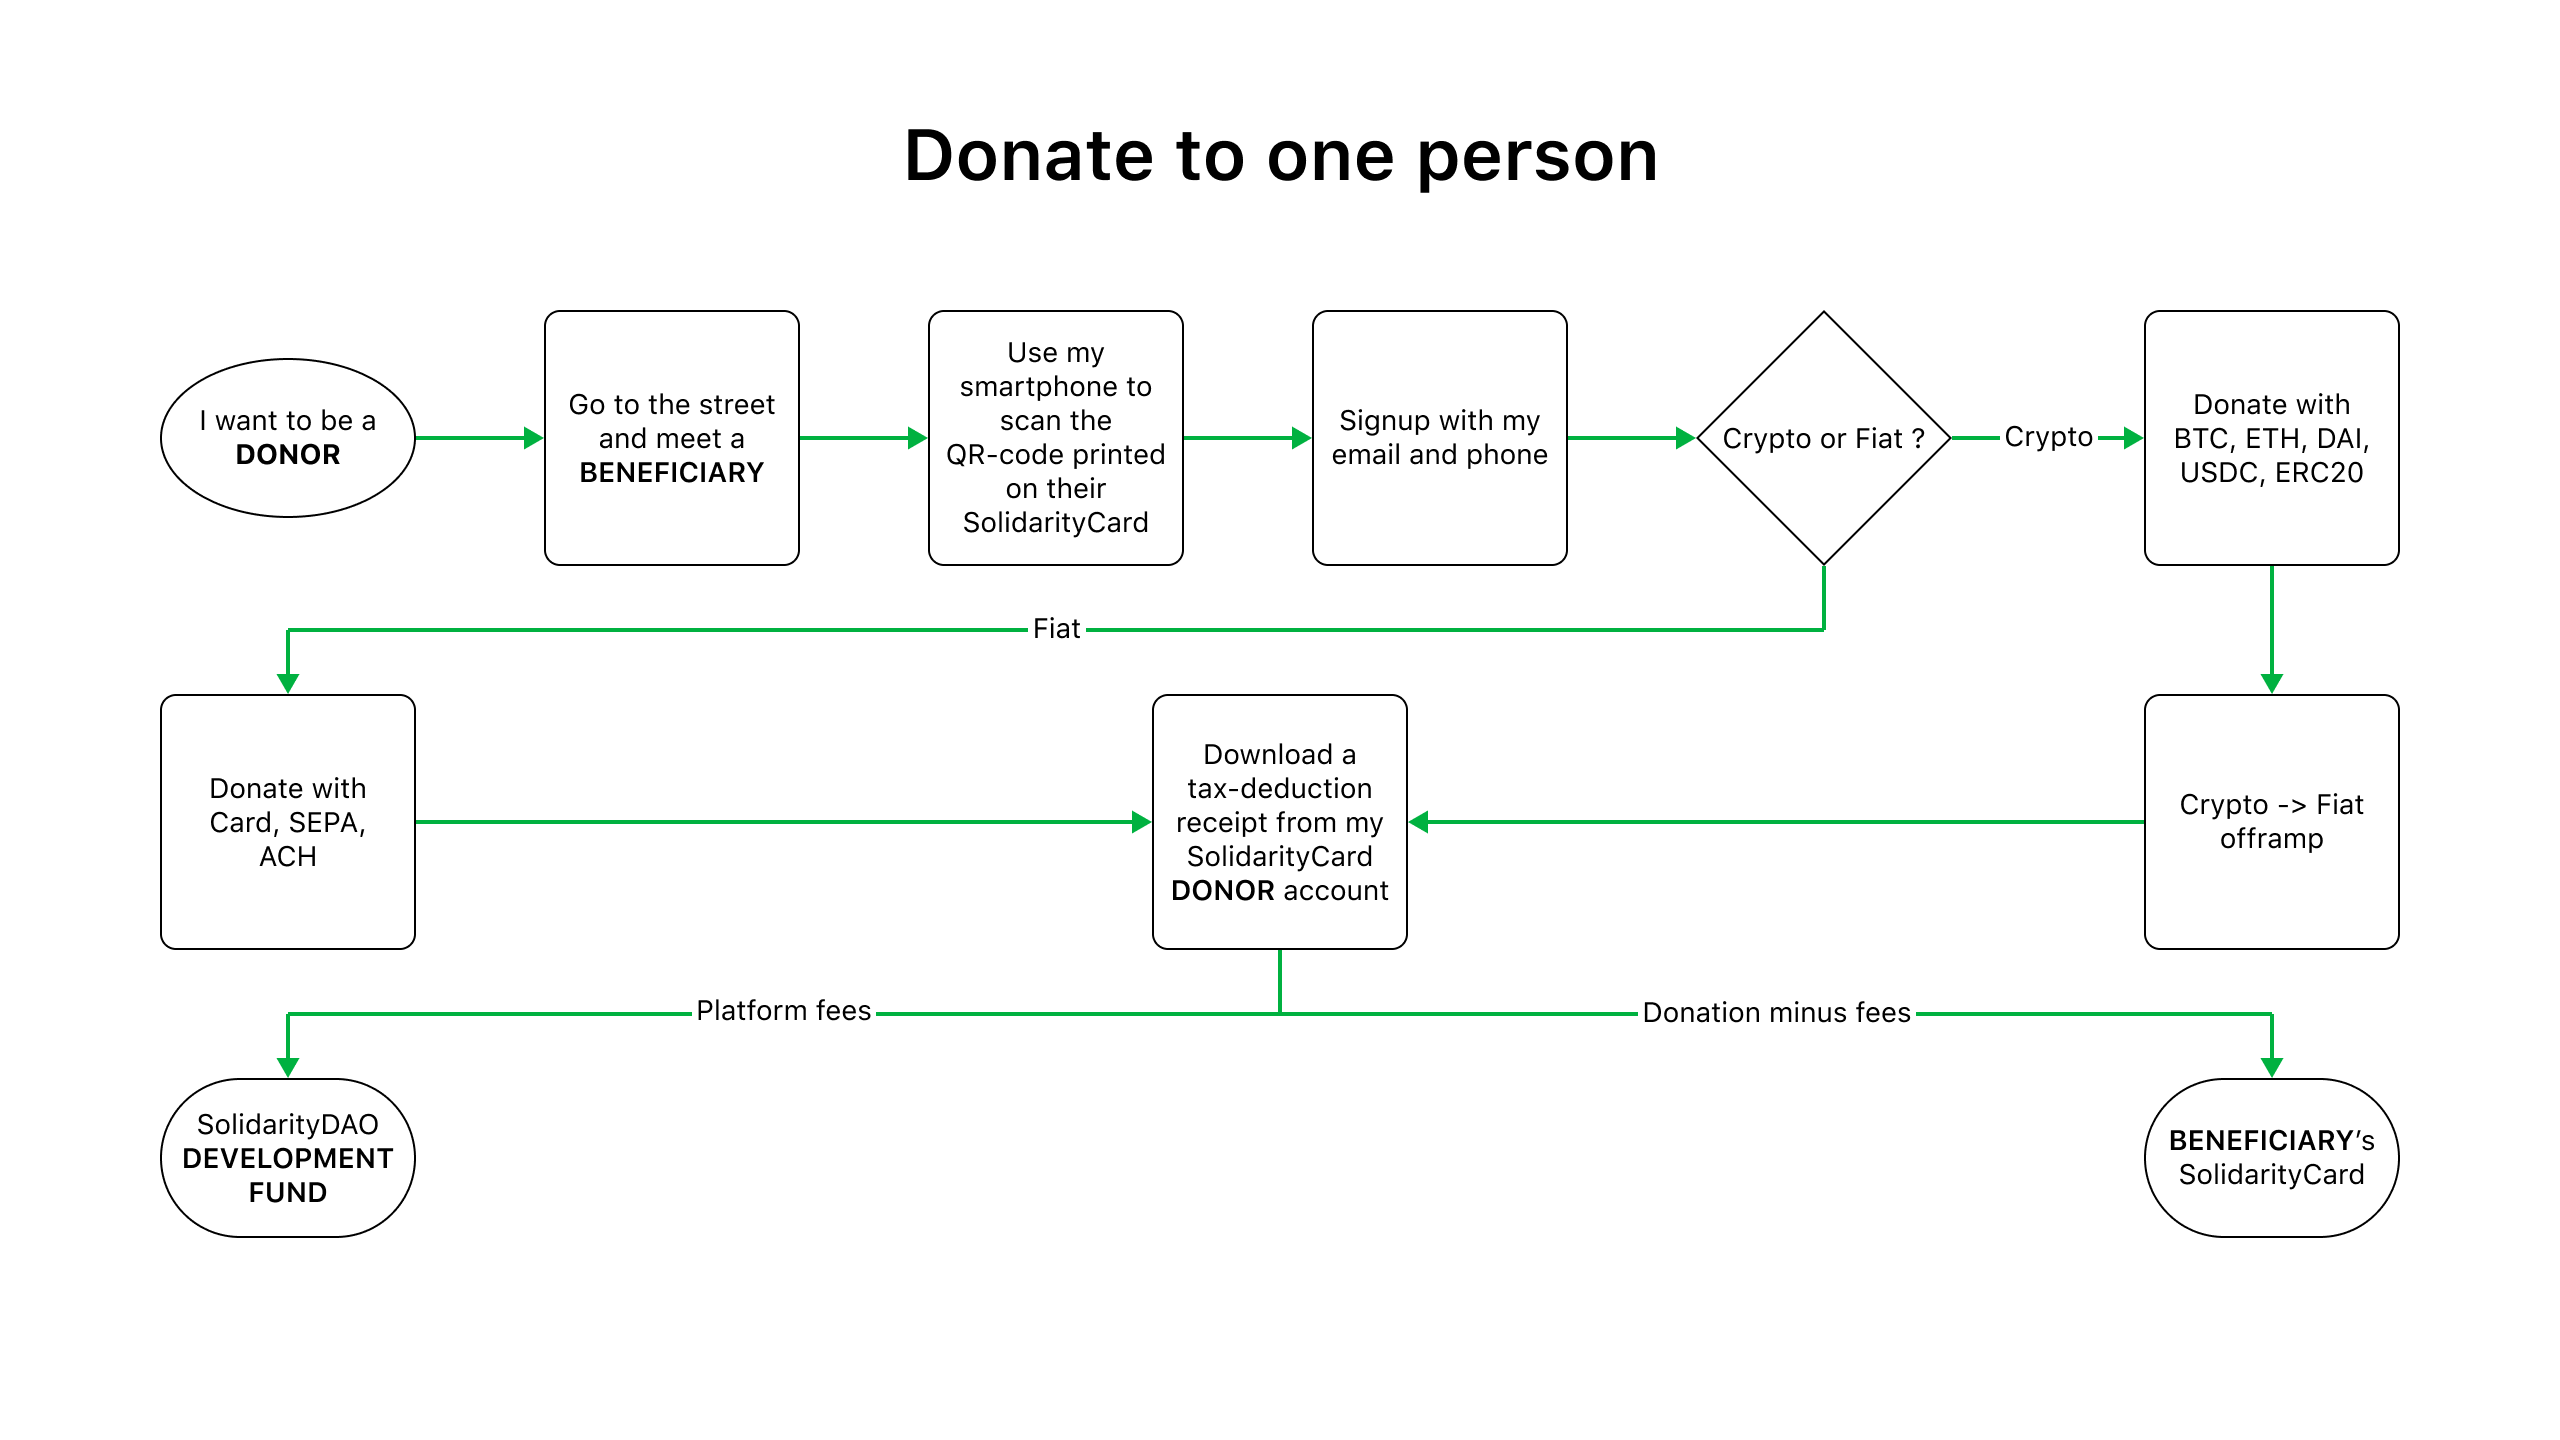 Donate to one person
I want to be a
DONOR
Go to the street
and meet a
BENEFICIARY
Use my
smartphone to
scan the
QR-code printed
on their
SolidarityCard
Signup with my
email and phone
Crypto or Fiat ?
Crypto
Donate with
BTC, ETH, DAI,
USDC, ERC20
Fiat
Donate with
Card, SEPA,
ACH
Download a
tax-deduction
receipt from my
SolidarityCard
DONOR account
Crypto -> Fiat
offramp
Platform fees
Donation minus fees
SolidarityDAO
DEVELOPMENT
FUND
BENEFICIARY’s
SolidarityCard